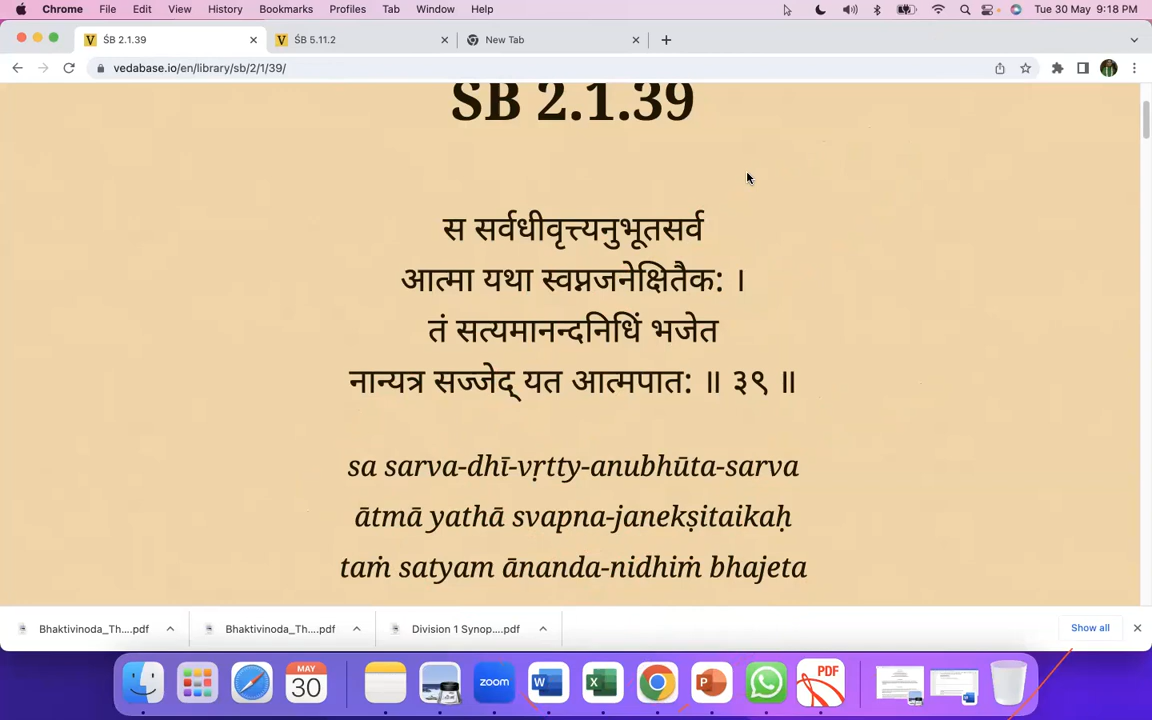 Chrome File Edit View History Bookmarks Profiles Tab Window Help Tue 30 May 9:18 PM
ŚB 2.1.39 ŚB 5.11.2 New Tab
vedabase.io/en/library/sb/2/1/39/
ŚB 2.1.39
स सर्वधीवृत्त्यनुभूतसर्व
आत्मा यथा स्वप्नजनेक्षितैक: ।
तं सत्यमानन्दनिधिं भजेत
नान्यत्र सज्जेद् यत आत्मपात: ॥ ३९ ॥
sa sarva-dhī-vṛtty-anubhūta-sarva
ātmā yathā svapna-janekṣitaikaḥ
taṁ satyam ānanda-nidhiṁ bhajeta
Bhaktivinoda_Th....pdf Bhaktivinoda_Th....pdf Division 1 Synop....pdf Show all
MAY
30 zoom W X P PDF